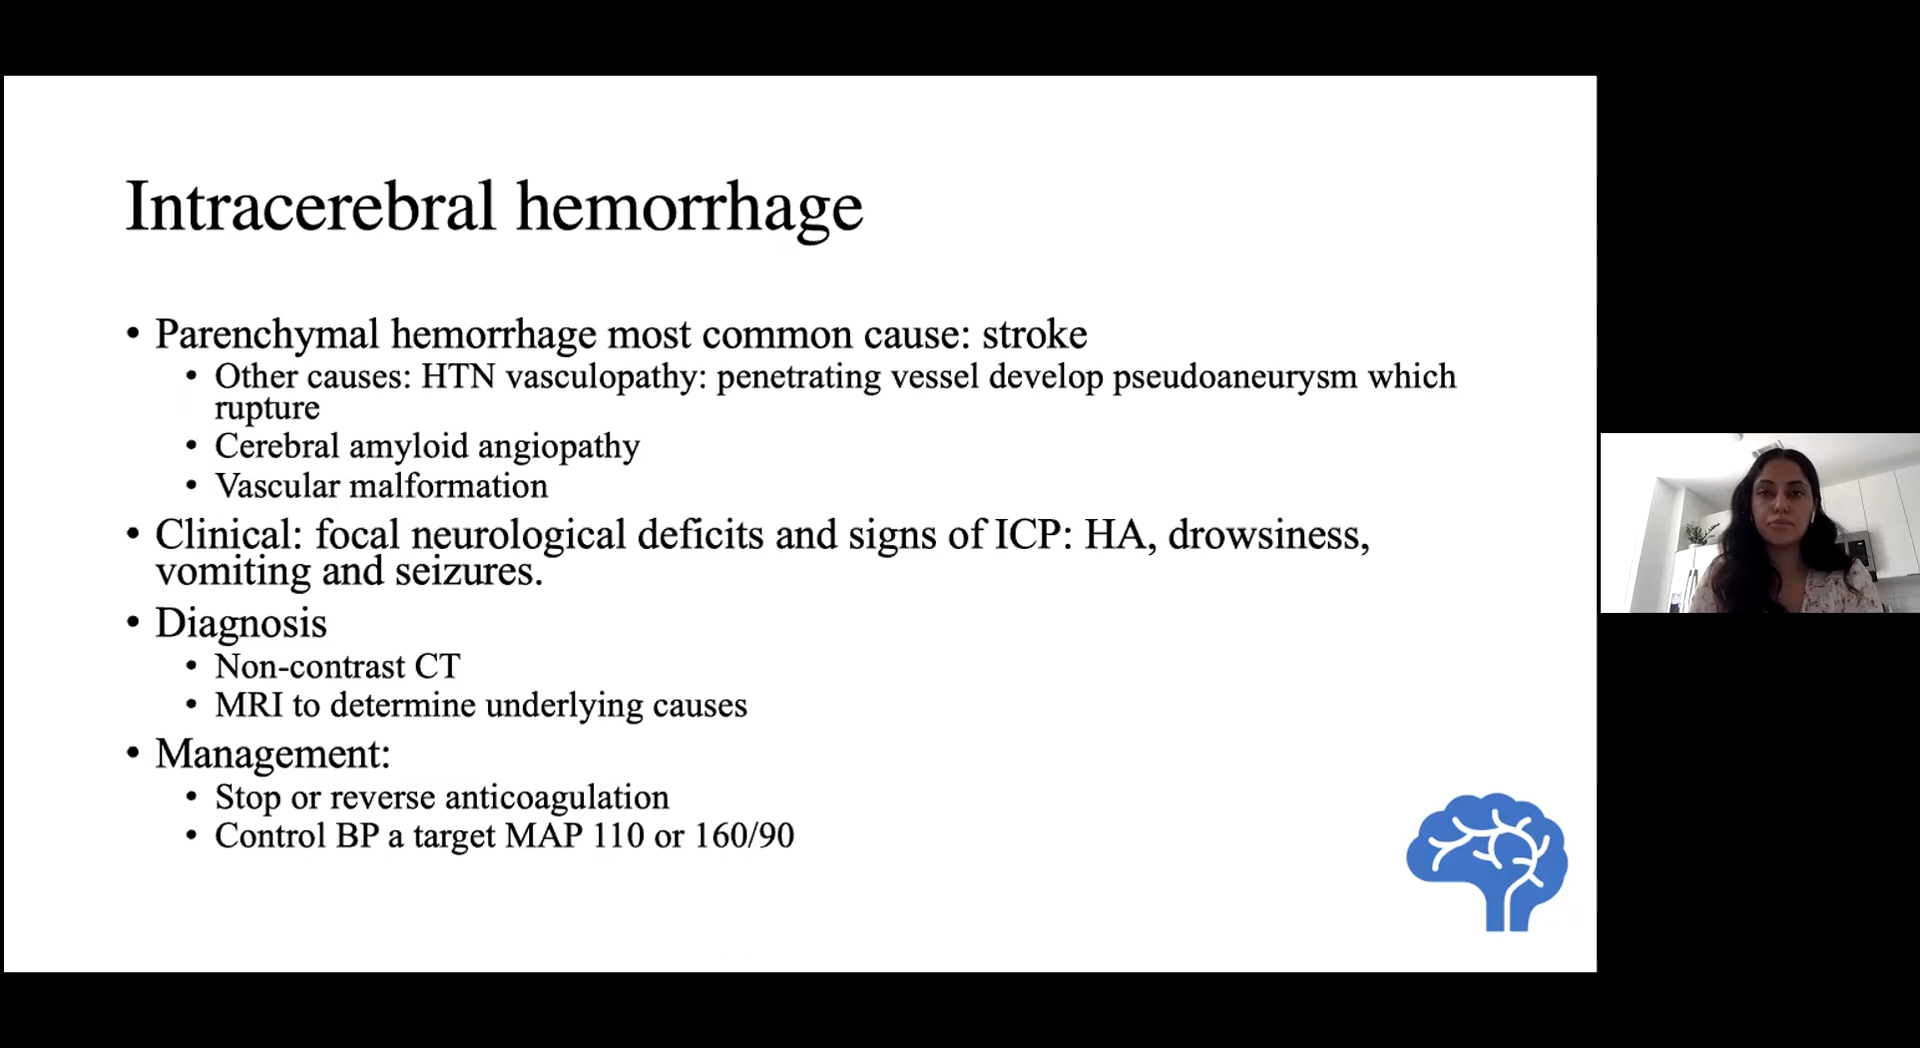 Intracerebral hemorrhage
• Parenchymal hemorrhage most common cause: stroke
• Other causes: HTN vasculopathy: penetrating vessel develop pseudoaneurysm which
rupture
• Cerebral amyloid angiopathy
• Vascular malformation
• Clinical: focal neurological deficits and signs of ICP: HA, drowsiness,
vomiting and seizures.
• Diagnosis
• Non-contrast CT
• MRI to determine underlying causes
• Management:
• Stop or reverse anticoagulation
• Control BP a target MAP 110 or 160/90